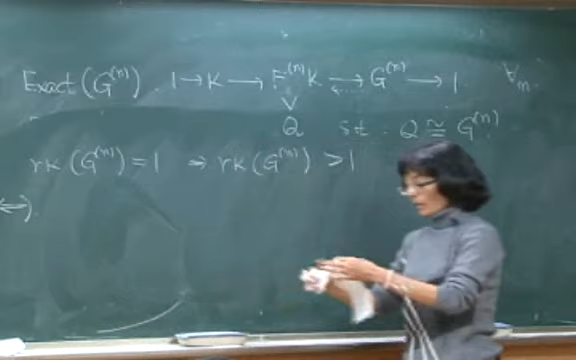 Exact(G^(n)) 1 → K → E^(n)K → G^(n) → 1 ∀n.
∨
Q s.t. Q ≅ G^(n).
rk(G^(n)) = 1 ⇒ rk(G^(n)) > 1
↔).